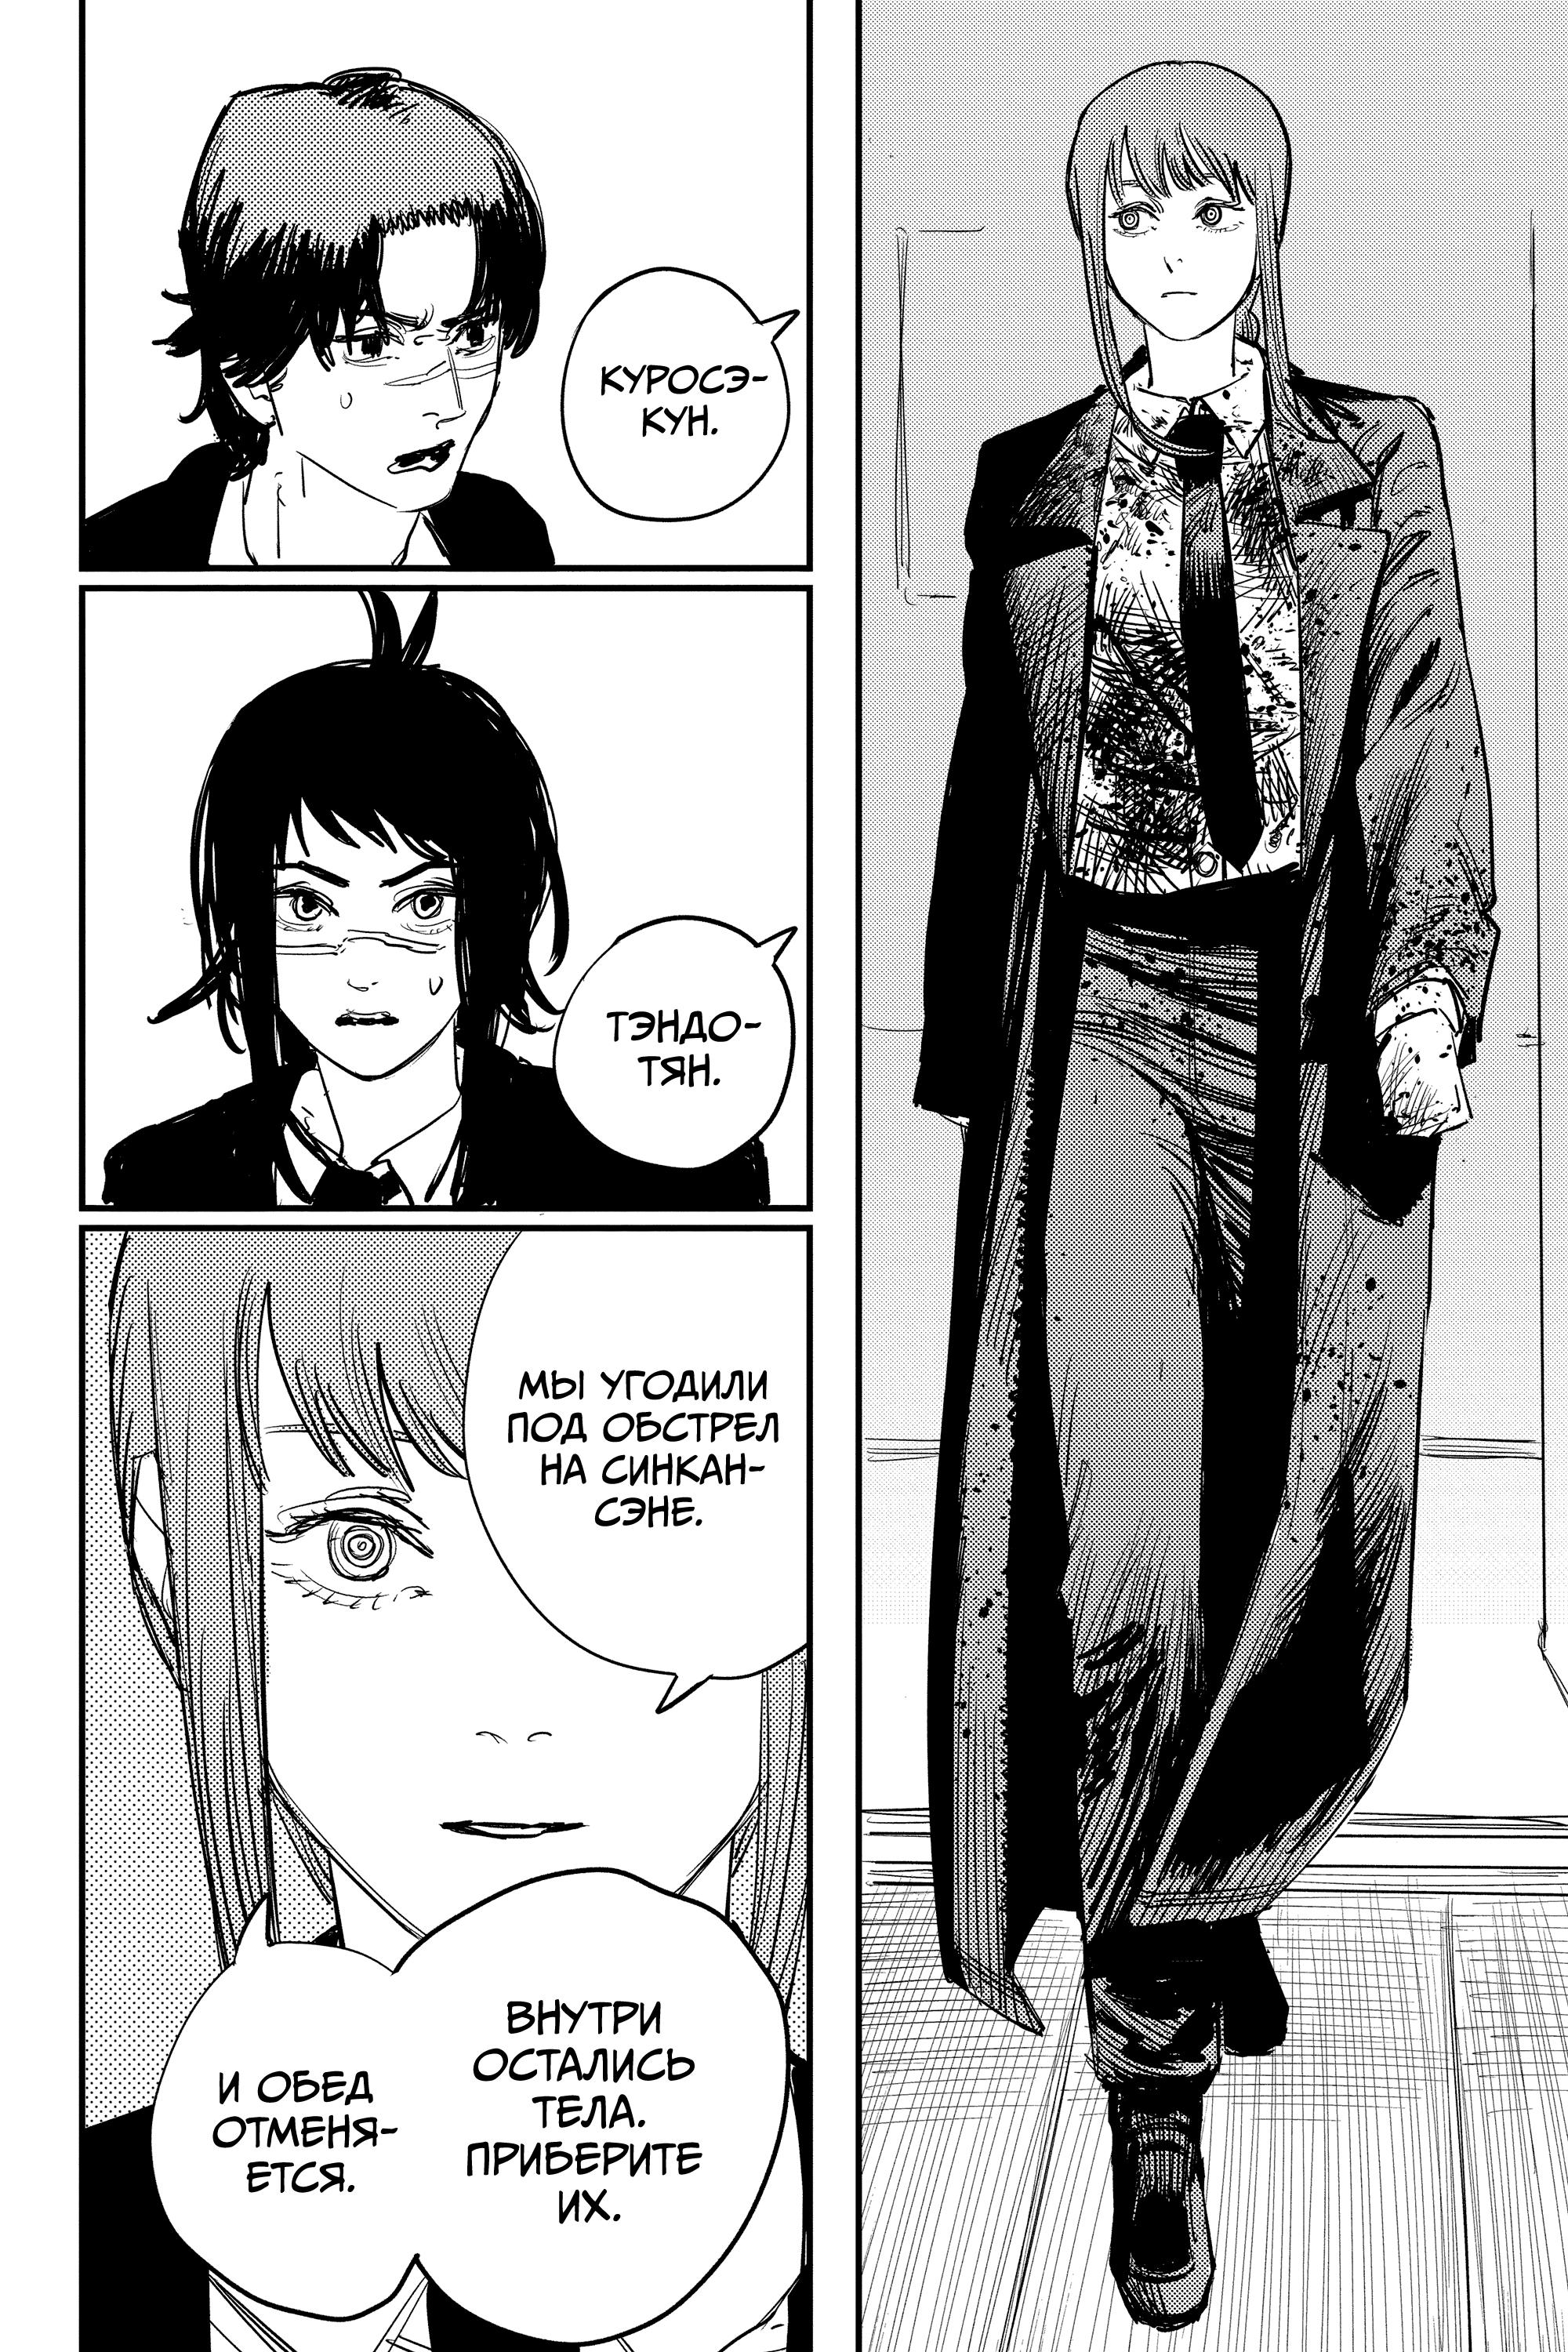 КУРОСЭ-
КУН.
ТЭНДО-
ТЯН.
МЫ УГОДИЛИ
ПОД ОБСТРЕЛ
НА СИНКАН-
СЭНЕ.
ВНУТРИ
ОСТАЛИСЬ
ТЕЛА.
ПРИБЕРИТЕ
ИХ.
И ОБЕД
ОТМЕНЯ-
ЕТСЯ.